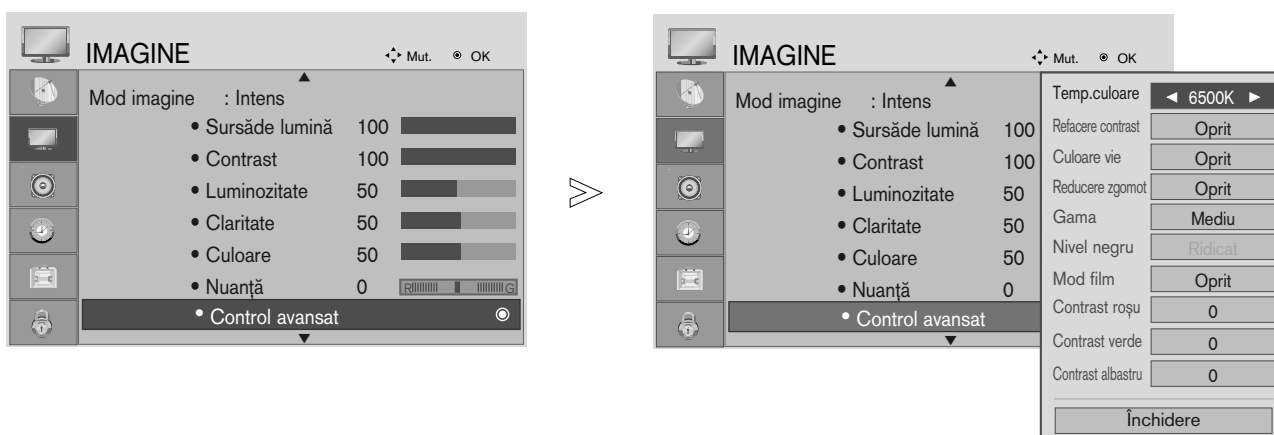 IMAGINE
Mut. OK
Mod imagine : Intens
• Sursăde lumină 100
• Contrast 100
• Luminozitate 50
• Claritate 50
• Culoare 50
• Nuanţă 0 R G
• Control avansat
IMAGINE
Mut. OK
Mod imagine : Intens
• Sursăde lumină 100
• Contrast 100
• Luminozitate 50
• Claritate 50
• Culoare 50
• Nuanţă 0
• Control avansat
Temp.culoare ◄ 6500K ►
Refacere contrast Oprit
Culoare vie Oprit
Reducere zgomot Oprit
Gama Mediu
Nivel negru Ridicat
Mod film Oprit
Contrast roşu 0
Contrast verde 0
Contrast albastru 0
Închidere